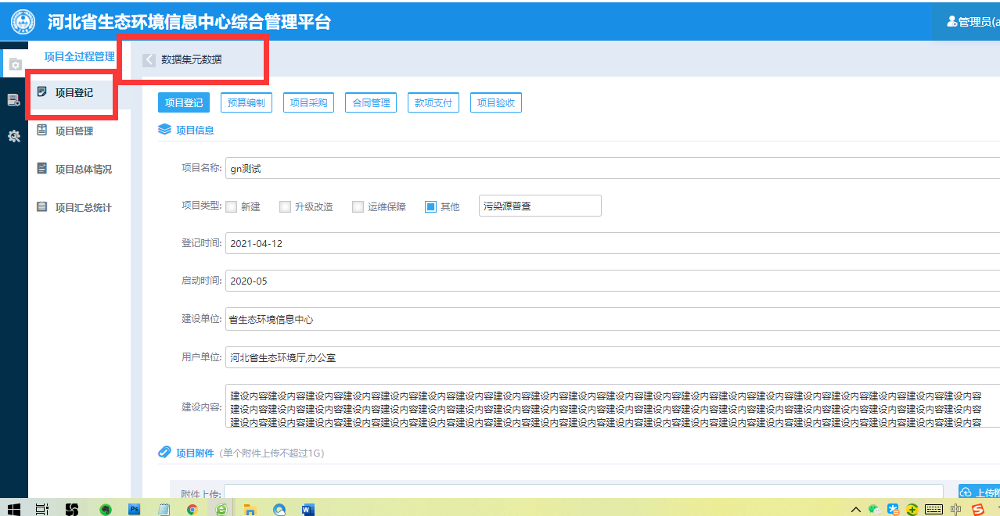 河北省生态环境信息中心综合管理平台
管理员(a
项目全过程管理
数据集元数据
项目登记
项目管理
项目总体情况
项目汇总统计
项目登记 预算编制 项目采购 合同管理 款项支付 项目验收
项目信息
项目名称: gn测试
项目类型: 新建 升级改造 运维保障 其他 污染源普查
登记时间: 2021-04-12
启动时间: 2020-05
建设单位: 省生态环境信息中心
用户单位: 河北省生态环境厅,办公室
建设内容:
建设内容建设内容建设内容建设内容建设内容建设内容建设内容建设内容建设内容建设内容建设内容建设内容建设内容建设内容建设内容建设内容建设内容建设内容建设内容建设内容
建设内容建设内容建设内容建设内容建设内容建设内容建设内容建设内容建设内容建设内容建设内容建设内容建设内容建设内容建设内容建设内容建设内容建设内容建设内容建设内容
建设内容建设内容建设内容建设内容建设内容建设内容建设内容建设内容建设内容建设内容建设内容建设内容建设内容建设内容建设内容建设内容建设内容建设内容建设内容建设内容
项目附件 (单个附件上传不超过1G)
附件上传: 上传附
Ps
中